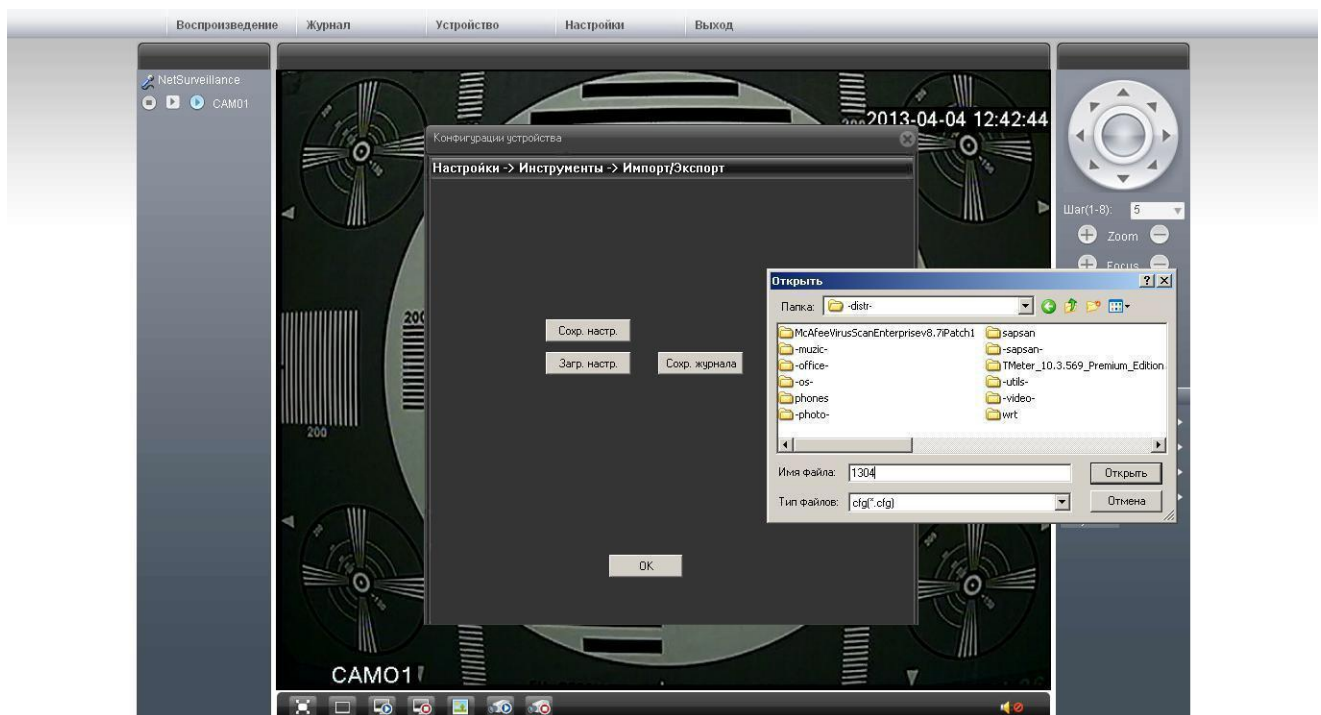 Воспроизведение Журнал Устройство Настройки Выход
NetSurveillance
CAM01
2013-04-04 12:42:44
Конфигурации устройства
Настройки -> Инструменты -> Импорт/Экспорт
Шаг(1-8): 5
Zoom
Focus
Открыть
Папка: -distr-
McAfeeVirusScanEnterprisev8.7iPatch1 sapsan
-muzic- -sapsan-
-office- TMeter_10.3.569_Premium_Edition
-os- -utils-
phones -video-
-photo- wrt
Имя файла: 1304 Открыть
Тип файлов: cfg(*.cfg) Отмена
Сохр. настр.
Загр. настр. Сохр. журнала
OK
200
200
CAM01